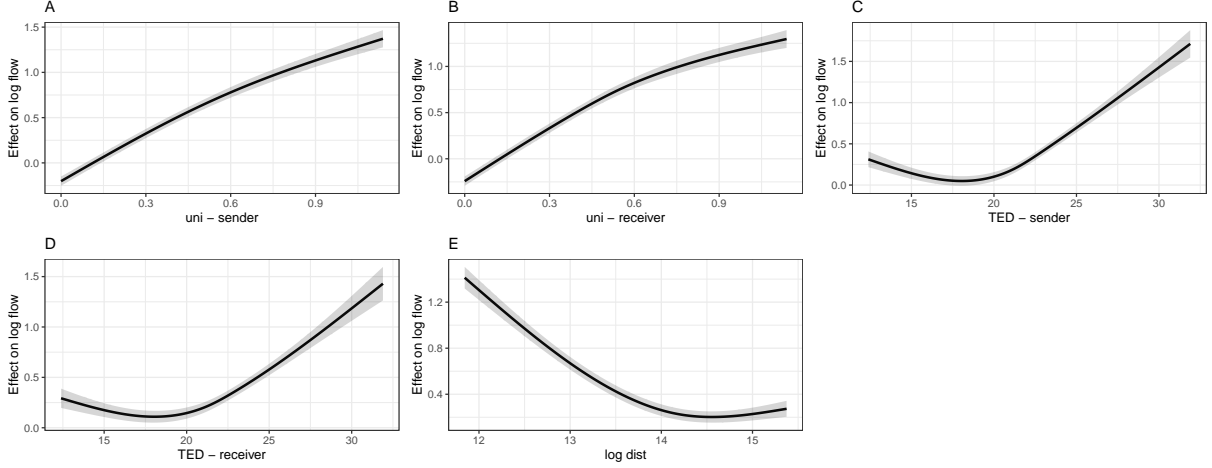 A
Effect on log flow
1.5
1.0
0.5
0.0
0.0 0.3 0.6 0.9
uni − sender
B
Effect on log flow
1.0
0.5
0.0
0.0 0.3 0.6 0.9
uni − receiver
C
Effect on log flow
1.5
1.0
0.5
0.0
15 20 25 30
TED − sender
D
Effect on log flow
1.5
1.0
0.5
0.0
15 20 25 30
TED − receiver
E
Effect on log flow
1.2
0.8
0.4
12 13 14 15
log dist